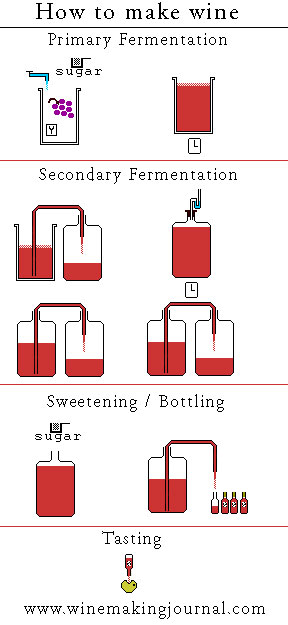 How to make wine
Primary Fermentation
sugar
Y
L
Secondary Fermentation
L
Sweetening / Bottling
sugar
Tasting
www.winemakingjournal.com